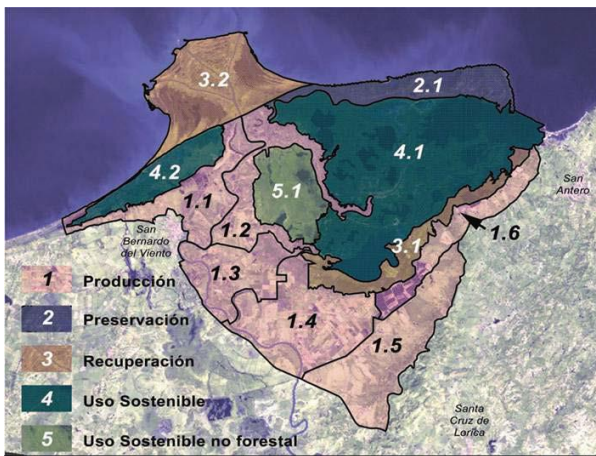 3.2
2.1
4.1
4.2
5.1
1.1
1.2
San
Antero
San
Bernardo
del Viento
3.1
1.6
1.3
1.4
1.5
1 Producción
2 Preservación
3 Recuperación
4 Uso Sostenible
5 Uso Sostenible no forestal
Santa
Cruz de
Lorica